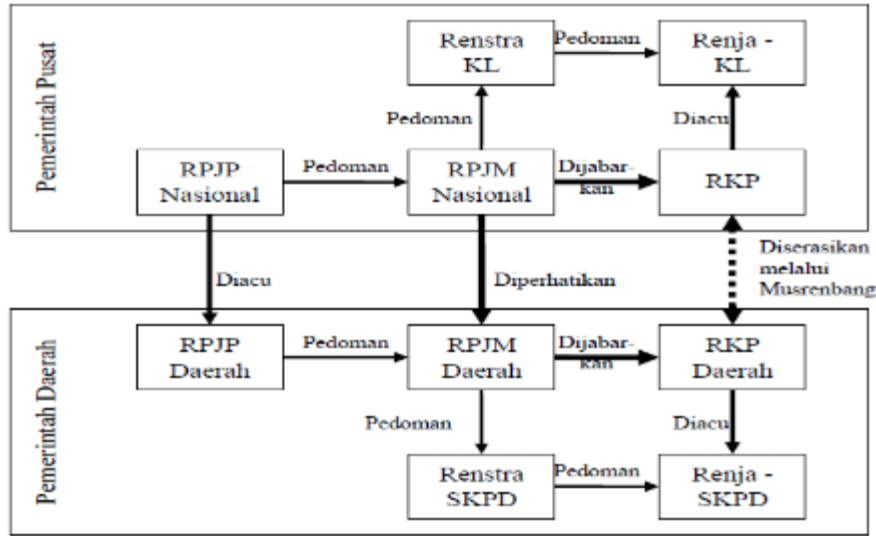 Pemerintah Pusat
Renstra
KL
Pedoman
Renja -
KL
Pedoman
Diacu
RPJP
Nasional
Pedoman
RPJM
Nasional
Dijabar-
kan
RKP
Diacu
Diperhatikan
Diserasikan
melalui
Musrenbang
Pemerintah Daerah
RPJP
Daerah
Pedoman
RPJM
Daerah
Dijabar-
kan
RKP
Daerah
Pedoman
Diacu
Renstra
SKPD
Pedoman
Renja -
SKPD